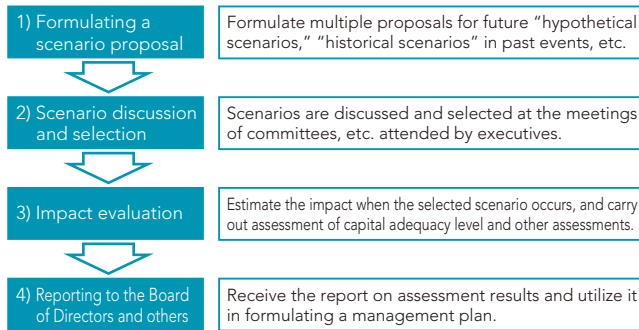 1) Formulating a
scenario proposal
Formulate multiple proposals for future “hypothetical
scenarios,” “historical scenarios” in past events, etc.
2) Scenario discussion
and selection
Scenarios are discussed and selected at the meetings
of committees, etc. attended by executives.
3) Impact evaluation
Estimate the impact when the selected scenario occurs, and carry
out assessment of capital adequacy level and other assessments.
4) Reporting to the Board
of Directors and others
Receive the report on assessment results and utilize it
in formulating a management plan.